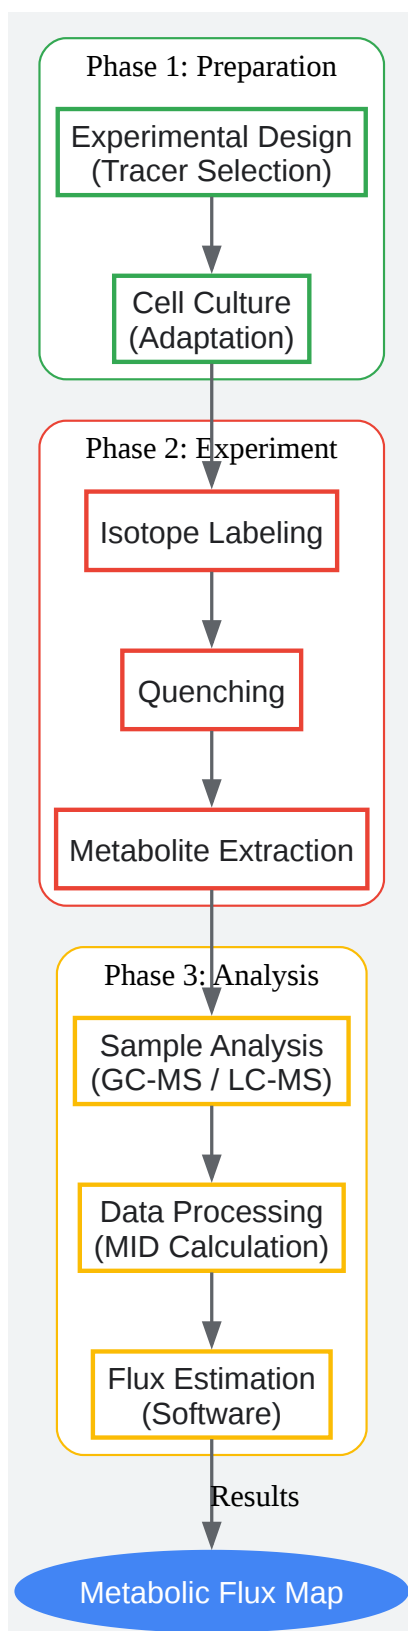 Phase 1: Preparation
Experimental Design
(Tracer Selection)
Cell Culture
(Adaptation)
Phase 2: Experiment
Isotope Labeling
Quenching
Metabolite Extraction
Phase 3: Analysis
Sample Analysis
(GC-MS / LC-MS)
Data Processing
(MID Calculation)
Flux Estimation
(Software)
Results
Metabolic Flux Map